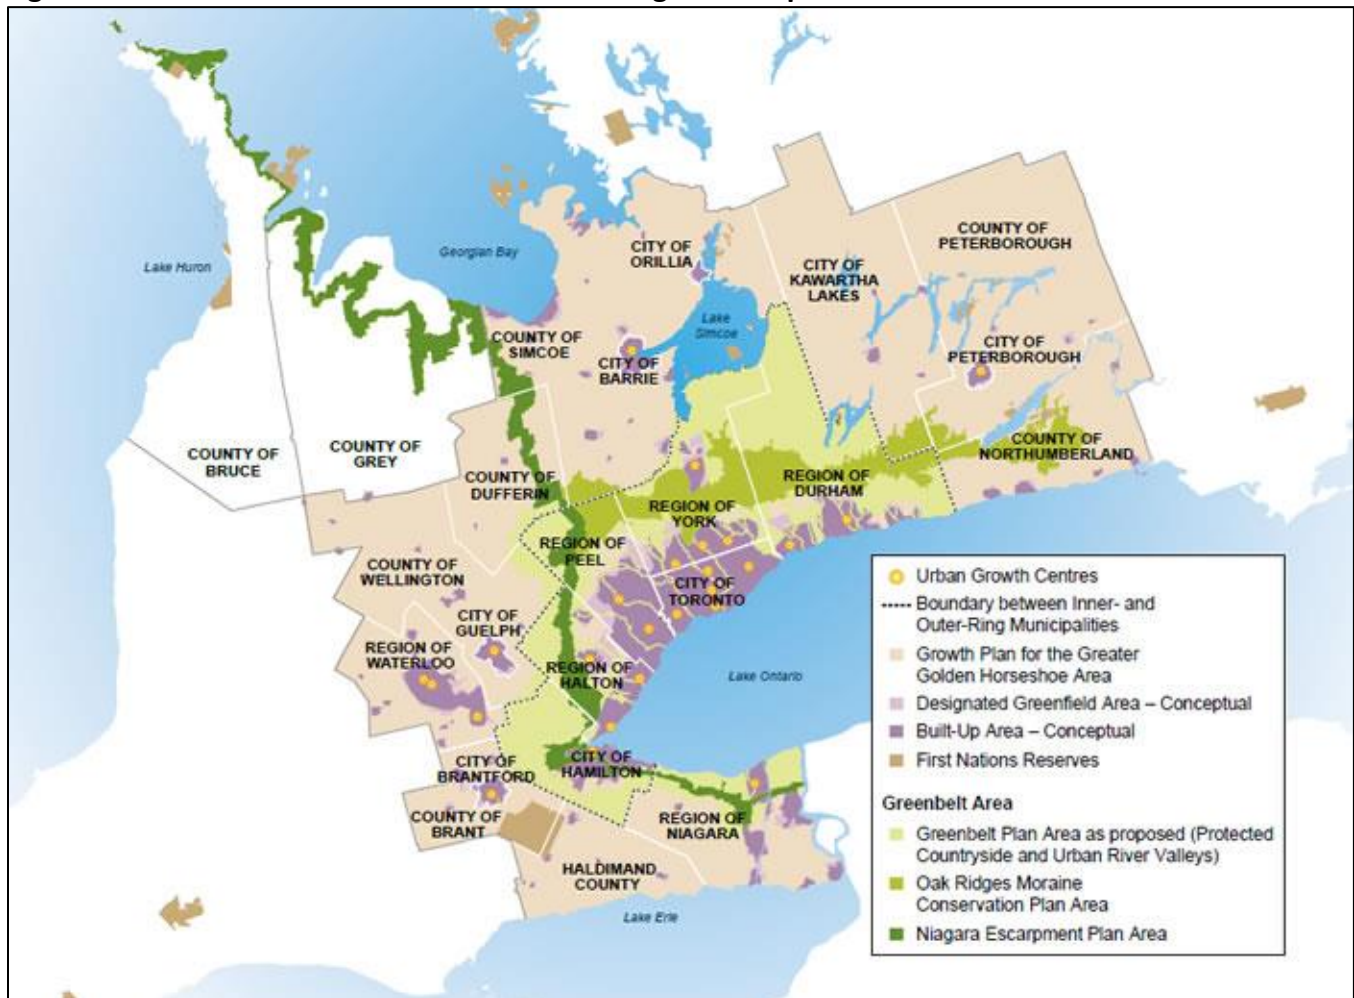 Lake Huron
Georgian Bay
CITY OF
ORILLIA
CITY OF
KAWARTHA
LAKES
COUNTY OF
PETERBOROUGH
COUNTY OF
SIMCOE
Lake
Simcoe
CITY OF
BARRIE
CITY OF
PETERBOROUGH
COUNTY OF
BRUCE
COUNTY OF
GREY
COUNTY OF
DUFFERIN
REGION OF
DURHAM
COUNTY OF
NORTHUMBERLAND
REGION OF
YORK
REGION OF
PEEL
COUNTY OF
WELLINGTON
CITY OF
TORONTO
CITY OF
GUELPH
REGION OF
WATERLOO
REGION OF
HALTON
Lake Ontario
CITY OF
BRANTFORD
CITY OF
HAMILTON
COUNTY OF
BRANT
REGION OF
NIAGARA
HALDIMAND
COUNTY
Lake Erie
Urban Growth Centres
Boundary between Inner- and
Outer-Ring Municipalities
Growth Plan for the Greater
Golden Horseshoe Area
Designated Greenfield Area – Conceptual
Built-Up Area – Conceptual
First Nations Reserves
Greenbelt Area
Greenbelt Plan Area as proposed (Protected
Countryside and Urban River Valleys)
Oak Ridges Moraine
Conservation Plan Area
Niagara Escarpment Plan Area